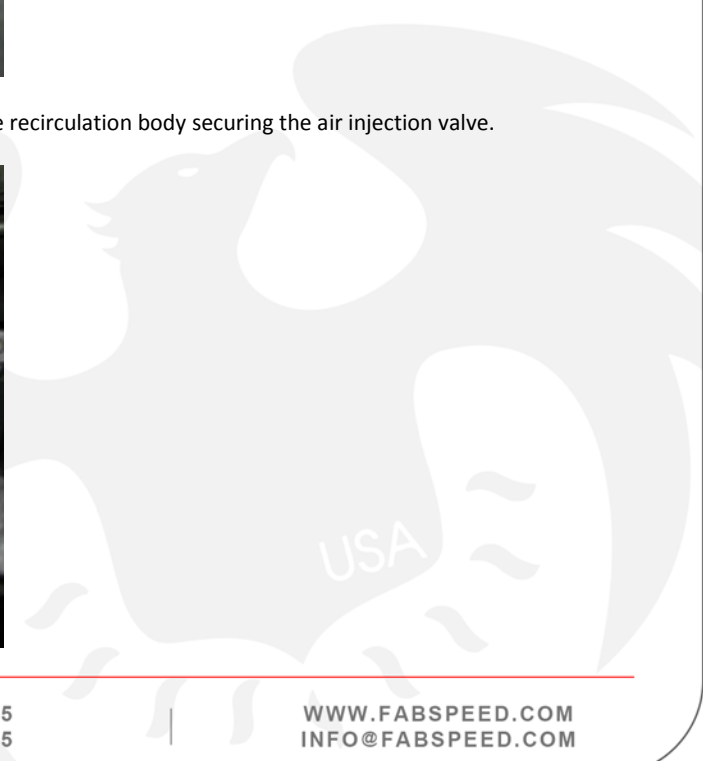 e recirculation body securing the air injection valve.
USA
5 | WWW.FABSPEED.COM
5 INFO@FABSPEED.COM